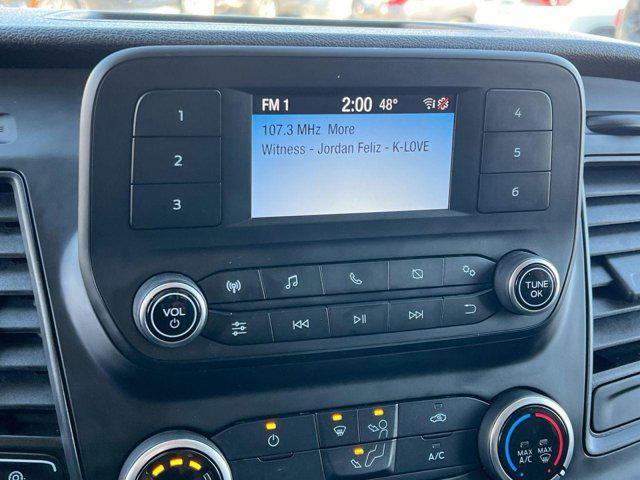 FM 1 2:00 48°
107.3 MHz More
Witness - Jordan Feliz - K-LOVE
1
2
3
4
5
6
VOL
TUNE
OK
A/C
MAX
A/C
MAX